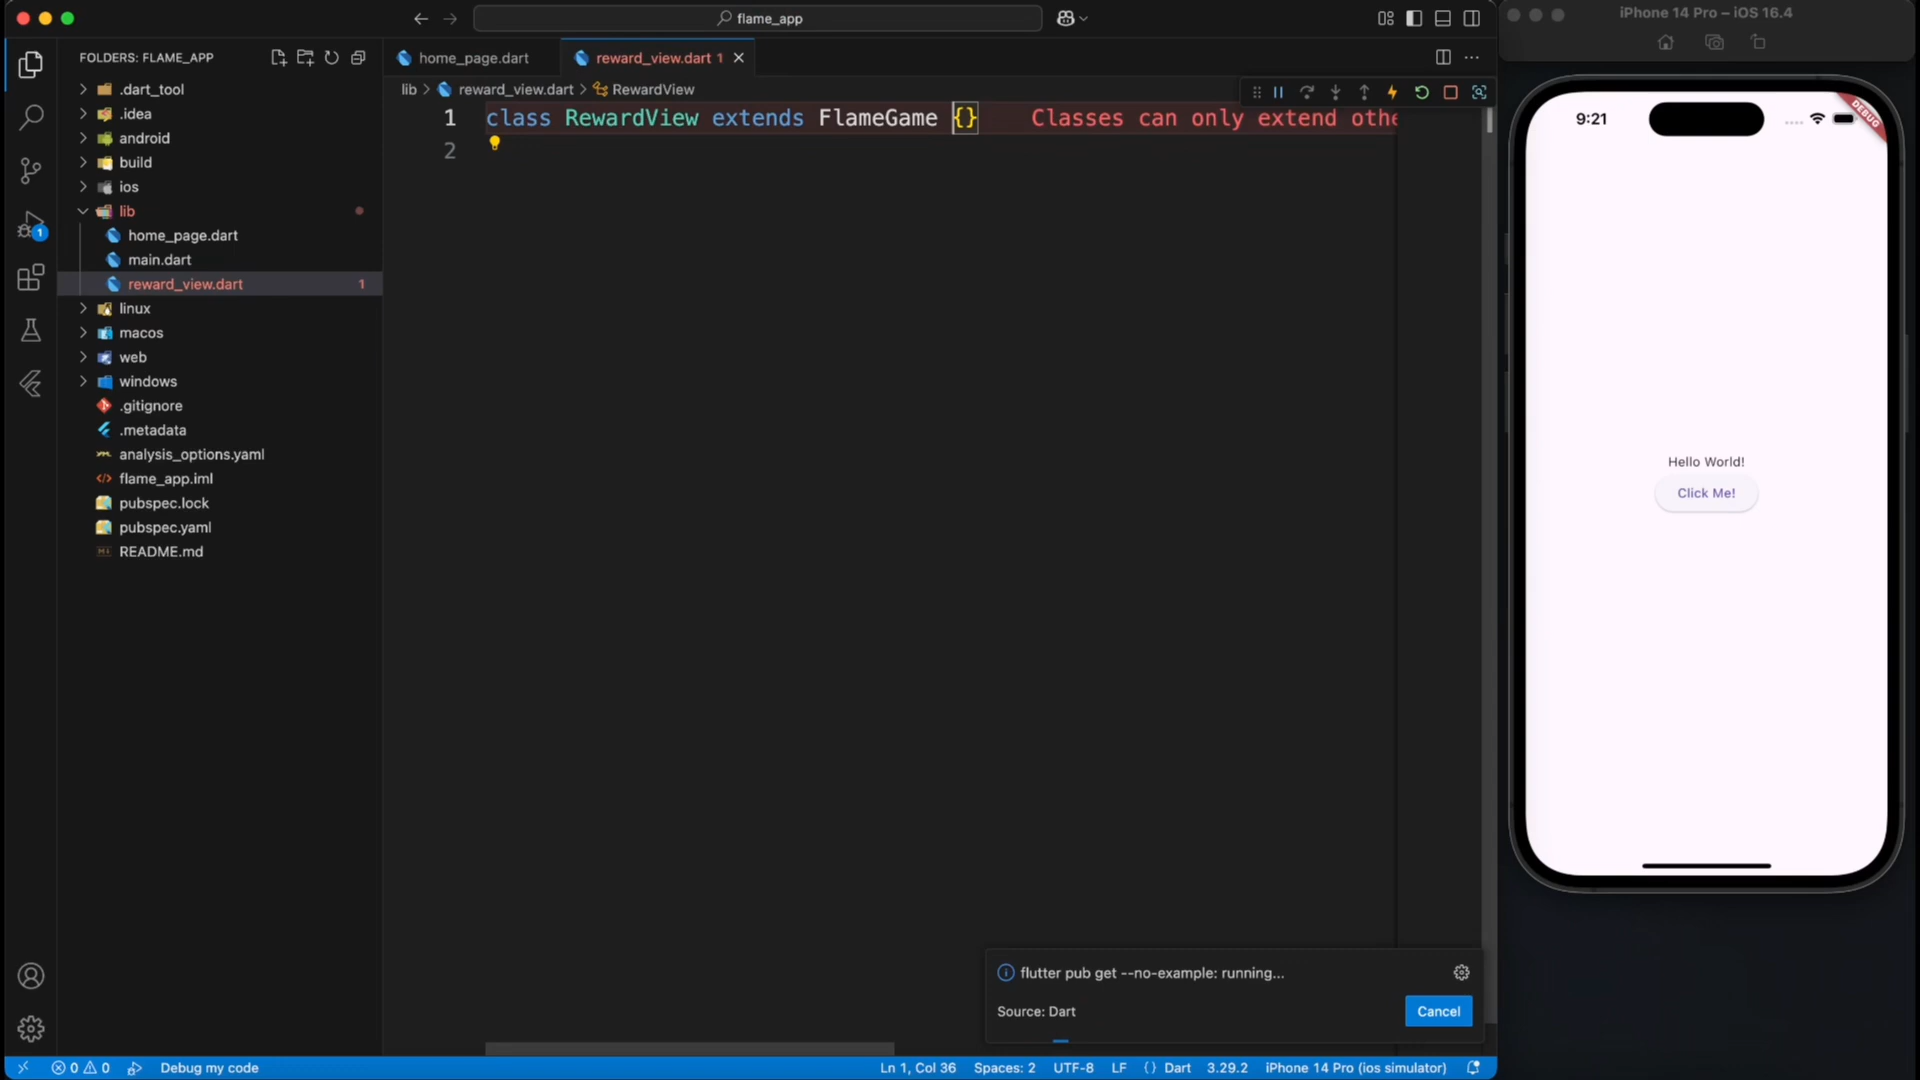 flame_app
iPhone 14 Pro – iOS 16.4
FOLDERS: FLAME_APP
home_page.dart
reward_view.dart 1
lib
reward_view.dart
RewardView
1 class RewardView extends FlameGame {} Classes can only extend othe
2
.dart_tool
.idea
android
build
ios
lib
home_page.dart
main.dart
reward_view.dart 1
linux
macos
web
windows
.gitignore
.metadata
analysis_options.yaml
flame_app.iml
pubspec.lock
pubspec.yaml
README.md
1
9:21
DEBUG
Hello World!
Click Me!
flutter pub get --no-example: running...
Source: Dart
Cancel
0 0 Debug my code
Ln 1, Col 36 Spaces: 2 UTF-8 LF {} Dart 3.29.2 iPhone 14 Pro (ios simulator)